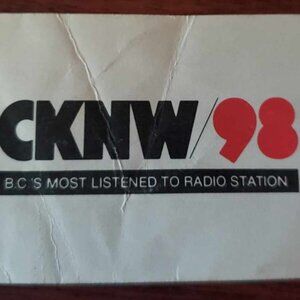 CKNW/98
B.C.'S MOST LISTENED TO RADIO STATION